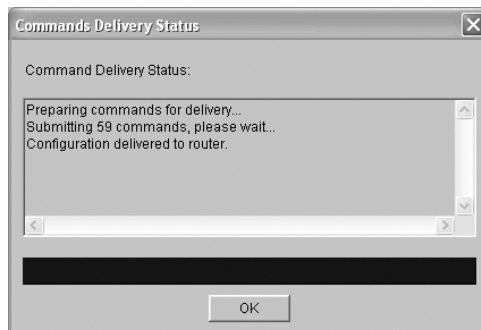 Commands Delivery Status
Command Delivery Status:
Preparing commands for delivery...
Submitting 59 commands, please wait...
Configuration delivered to router.
OK